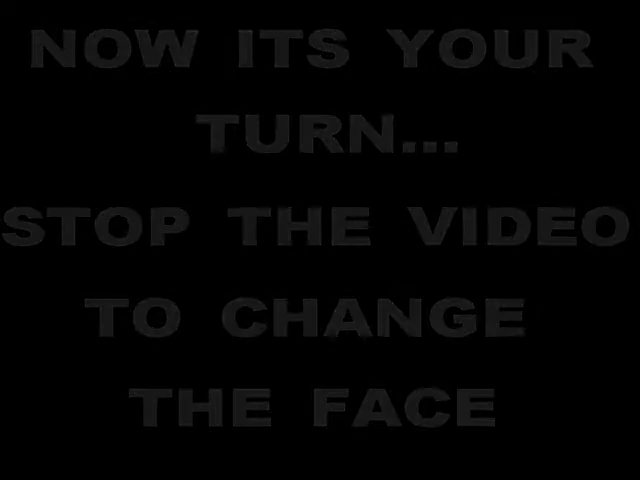 NOW ITS YOUR
TURN...
STOP THE VIDEO
TO CHANGE
THE FACE